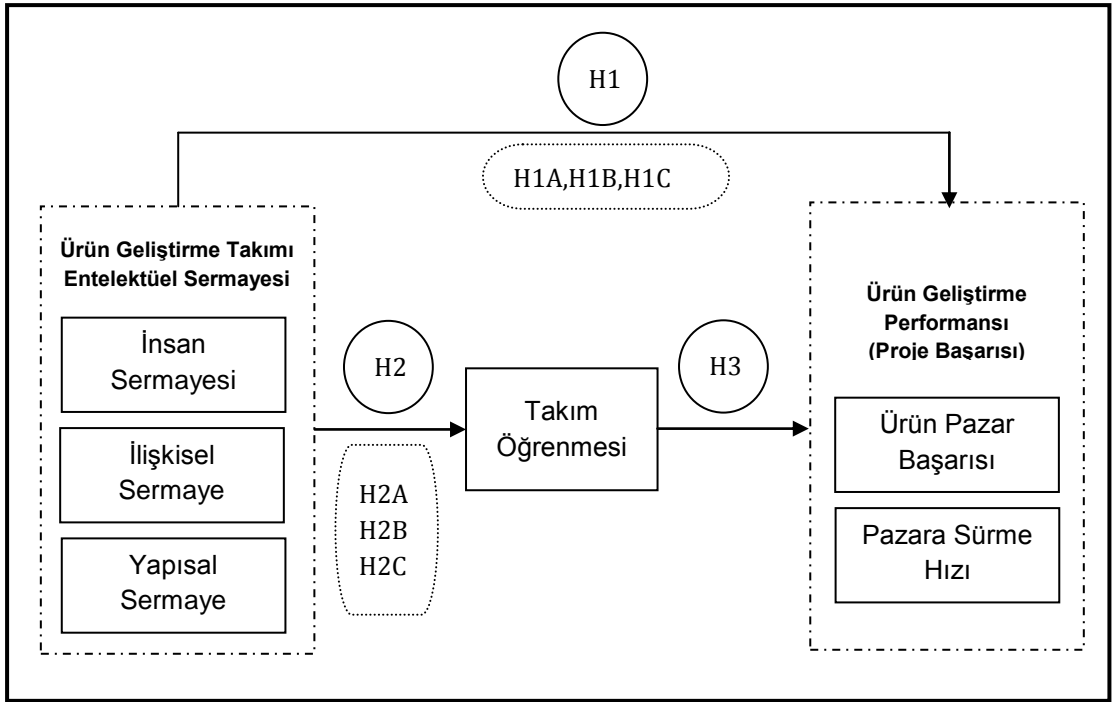 H1
H1A,H1B,H1C
Ürün Geliştirme Takımı
Entelektüel Sermayesi
İnsan
Sermayesi
İlişkisel
Sermaye
Yapısal
Sermaye
H2
H2A
H2B
H2C
Takım
Öğrenmesi
H3
Ürün Geliştirme
Performansı
(Proje Başarısı)
Ürün Pazar
Başarısı
Pazara Sürme
Hızı